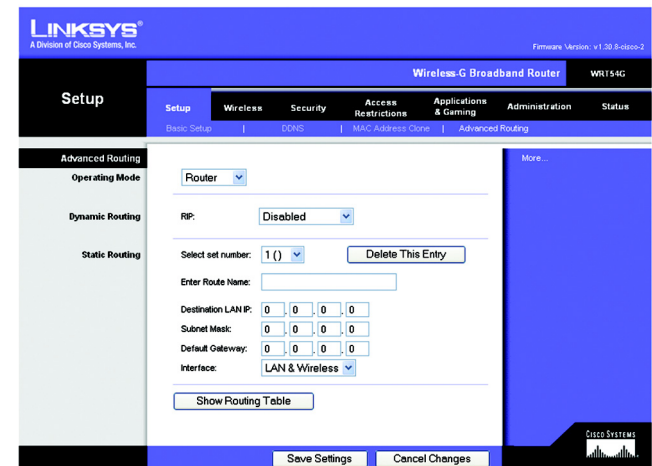 LINKSYS®
A Division of Cisco Systems, Inc.
Firmware Version: v1.30.8-cisco-2
Wireless-G Broadband Router WRT54G
Setup
Setup Wireless Security Access Restrictions Applications & Gaming Administration Status
Basic Setup | DDNS | MAC Address Clone | Advanced Routing
Advanced Routing
More...
Operating Mode Router
Dynamic Routing RIP: Disabled
Static Routing Select set number: 1 () Delete This Entry
Enter Route Name:
Destination LAN IP: 0 . 0 . 0 . 0
Subnet Mask: 0 . 0 . 0 . 0
Default Gateway: 0 . 0 . 0 . 0
Interface: LAN & Wireless
Show Routing Table
CISCO SYSTEMS
Save Settings Cancel Changes